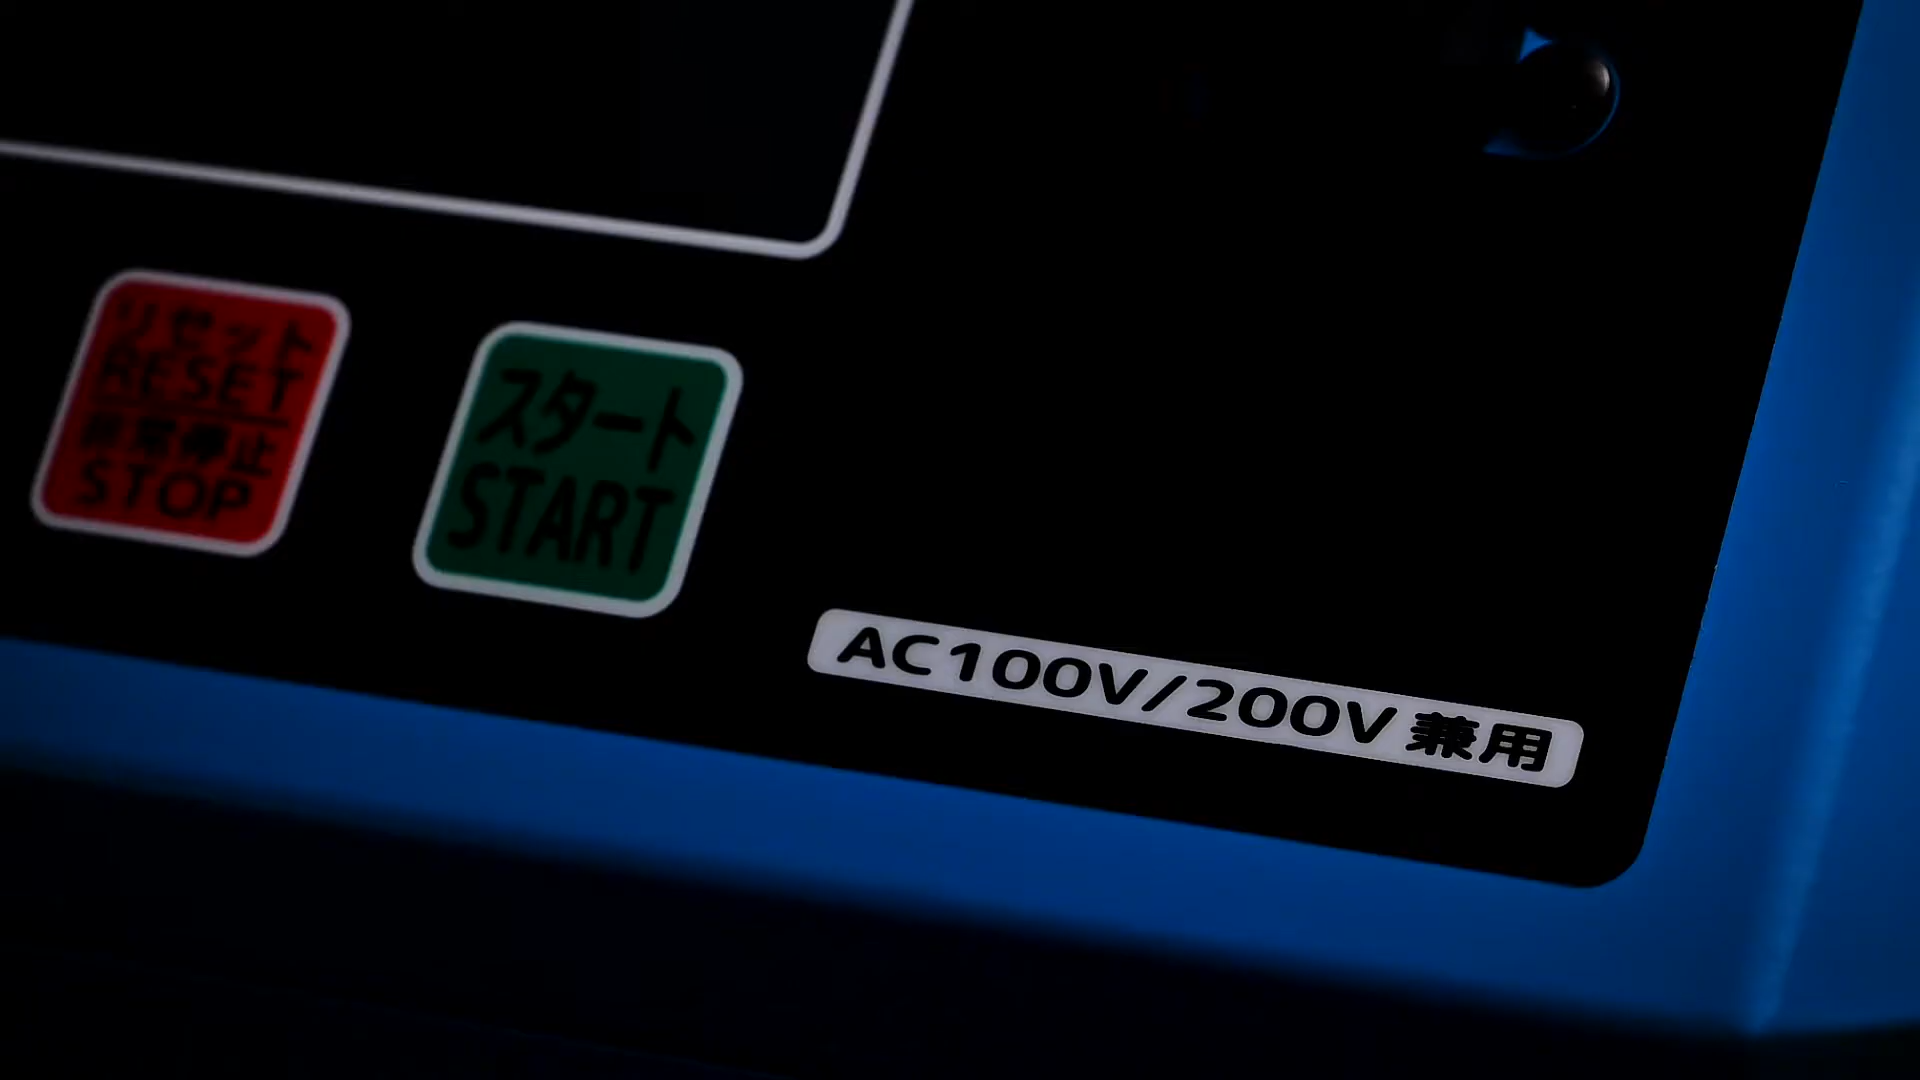 リセット
RESET
非常停止
STOP
スタート
START
AC100V/200V 兼用